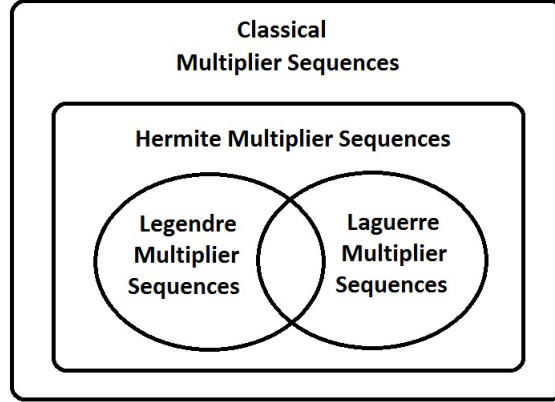 Classical
Multiplier Sequences
Hermite Multiplier Sequences
Legendre
Multiplier
Sequences
Laguerre
Multiplier
Sequences